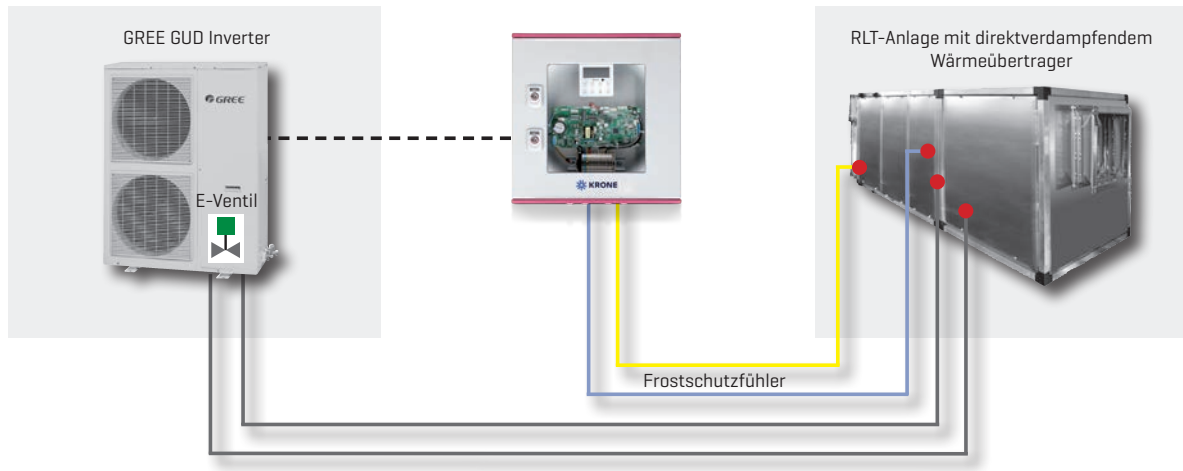 GREE GUD Inverter
GREE
E-Ventil
KRONE
RLT-Anlage mit direktverdampfendem
Wärmeübertrager
Frostschutzfühler